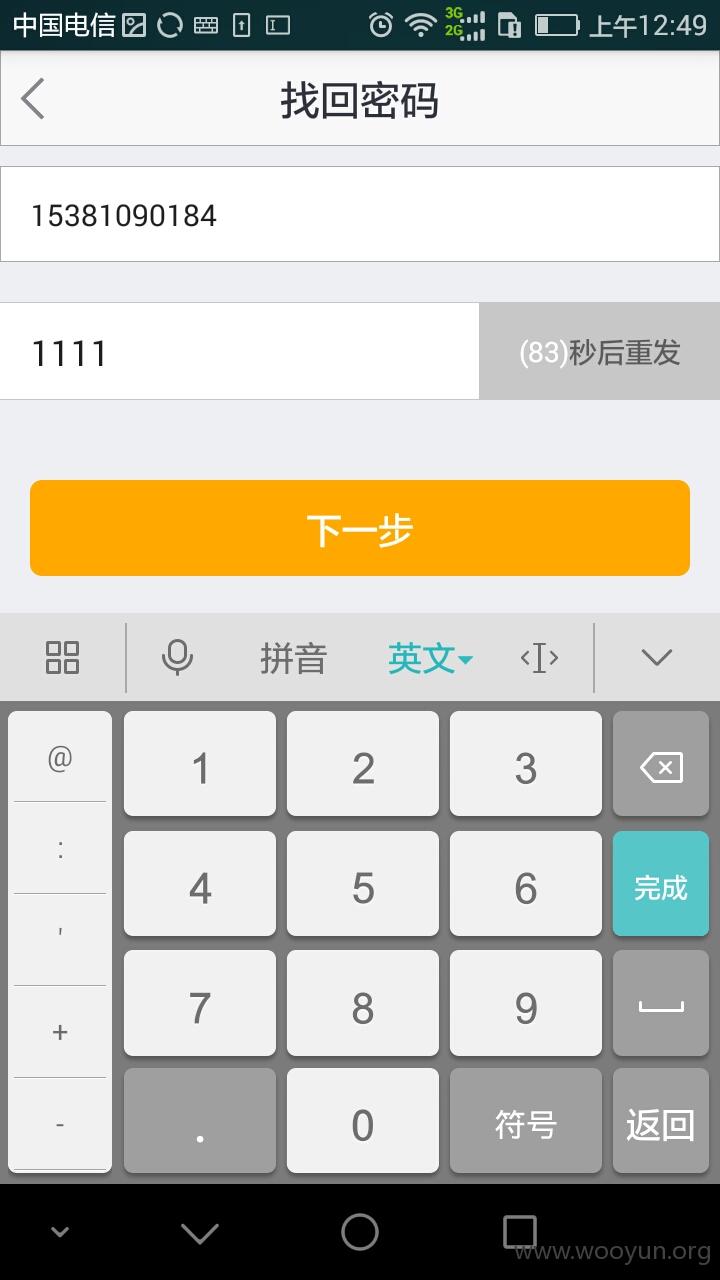 中国电信 3G 2G 上午12:49
找回密码
15381090184
1111 (83)秒后重发
下一步
拼音 英文
@ 1 2 3
: 4 5 6 完成
' 7 8 9
+
- . 0 符号 返回
www.wooyun.org